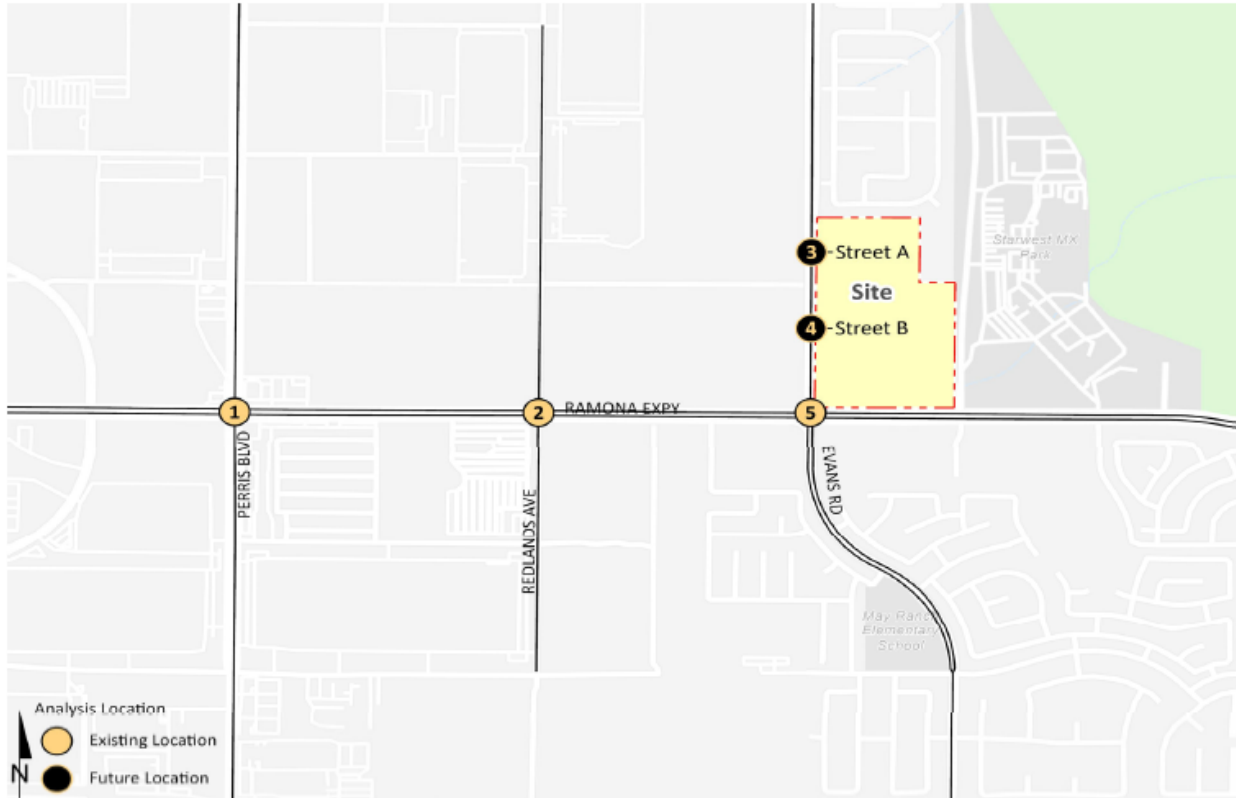 Starwest MX
Park
3
-Street A
Site
4
-Street B
1
2
RAMONA EXPY
5
PERRIS BLVD
REDLANDS AVE
EVANS RD
May Ranch
Elementary
School
Analysis Location
Existing Location
N
Future Location